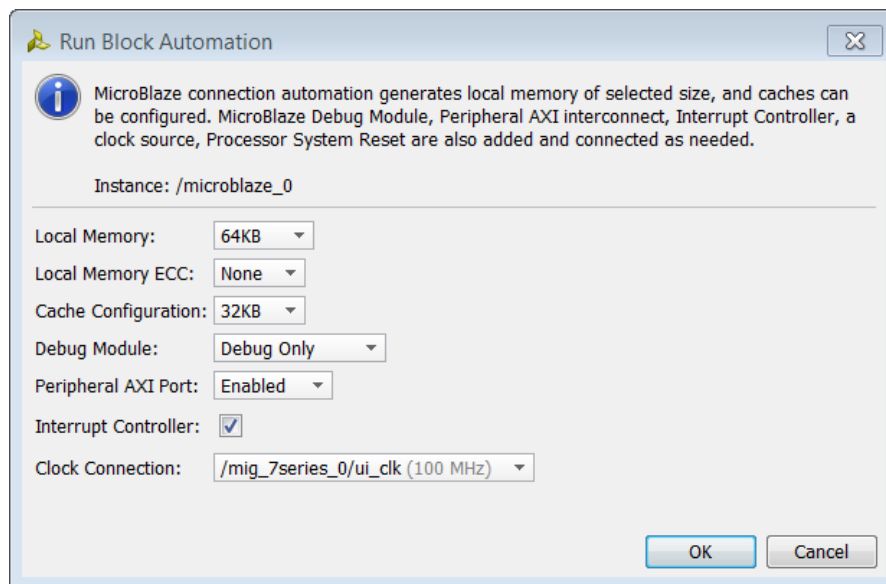 Run Block Automation
MicroBlaze connection automation generates local memory of selected size, and caches can
be configured. MicroBlaze Debug Module, Peripheral AXI interconnect, Interrupt Controller, a
clock source, Processor System Reset are also added and connected as needed.
Instance: /microblaze_0
Local Memory: 64KB
Local Memory ECC: None
Cache Configuration: 32KB
Debug Module: Debug Only
Peripheral AXI Port: Enabled
Interrupt Controller:
Clock Connection: /mig_7series_0/ui_clk (100 MHz)
OK Cancel